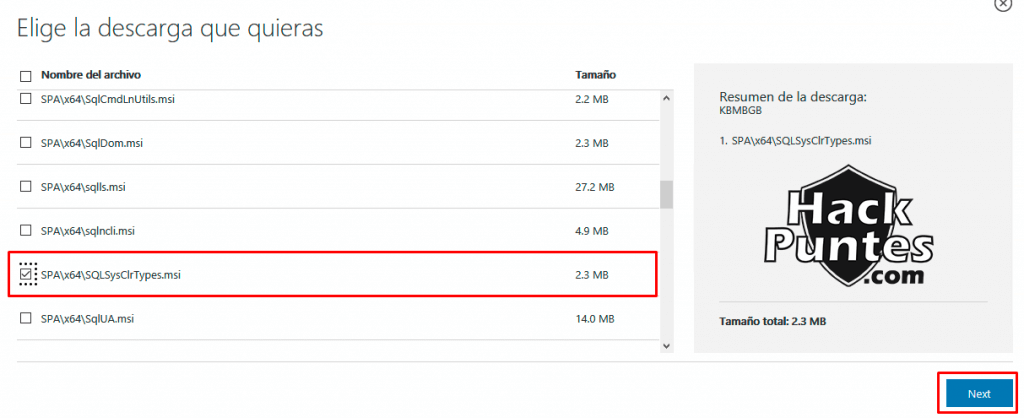 Elige la descarga que quieras
Nombre del archivo Tamaño
SPA\x64\SqlCmdLnUtils.msi 2.2 MB
SPA\x64\SqlDom.msi 2.3 MB
SPA\x64\sqlls.msi 27.2 MB
SPA\x64\sqlncli.msi 4.9 MB
SPA\x64\SQLSysClrTypes.msi 2.3 MB
SPA\x64\SqlUA.msi 14.0 MB
Resumen de la descarga:
KBMBGB
1. SPA\x64\SQLSysClrTypes.msi
Hack
Puntes
.com
Tamaño total: 2.3 MB
Next